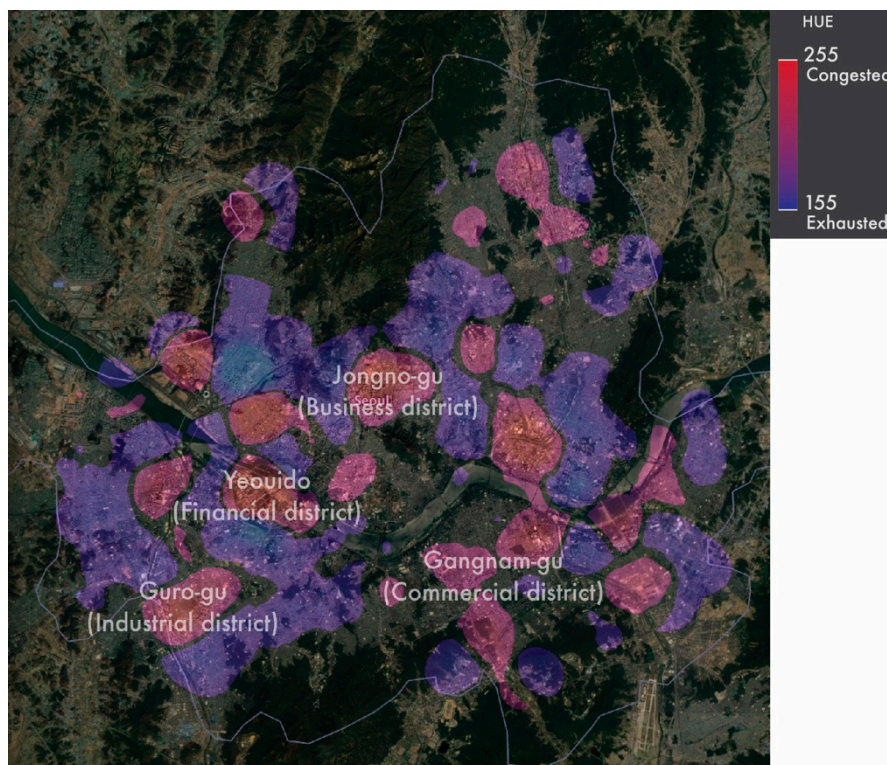 HUE
255
Congested
155
Exhausted
Jongno-gu
Seoul
(Business district)
Yeouido
(Financial district)
Gangnam-gu
(Commercial district)
Guro-gu
(Industrial district)